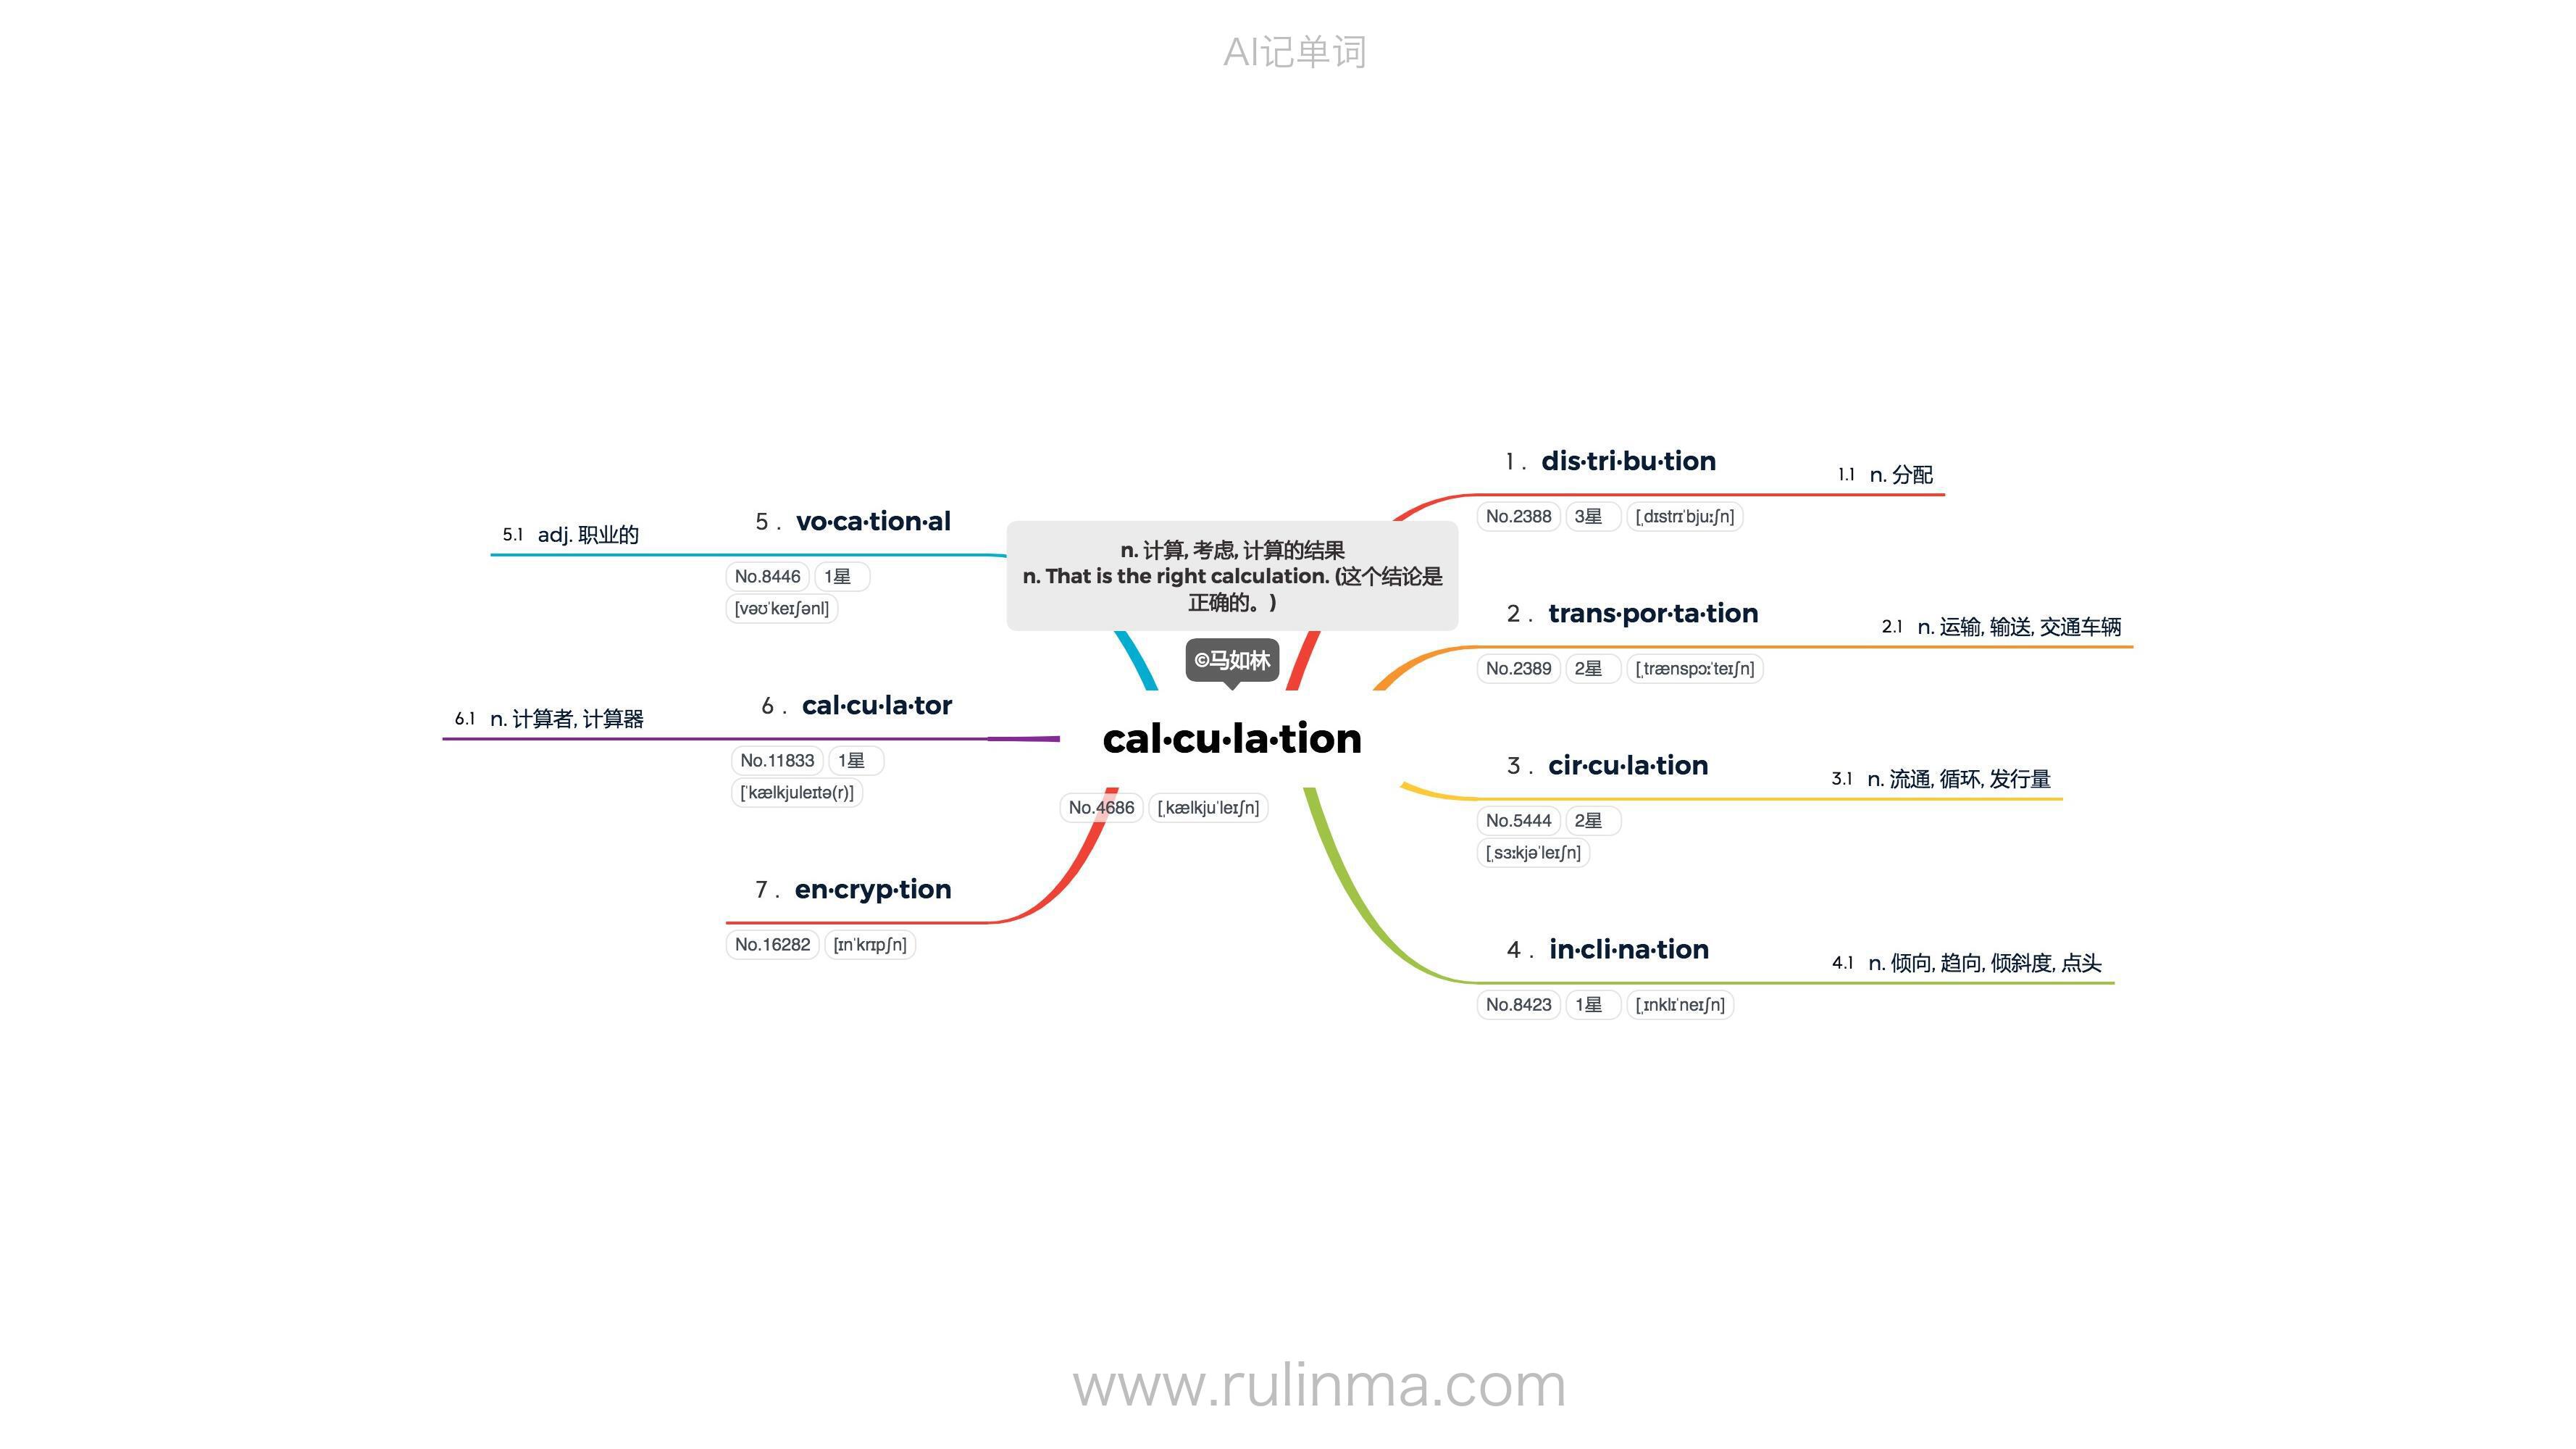 AI记单词
n. 计算, 考虑, 计算的结果
n. That is the right calculation. (这个结论是
正确的。)
©马如林
cal·cu·la·tion
No.4686 [ˌkælkjuˈleɪʃn]
1 . dis·tri·bu·tion
1.1 n. 分配
No.2388 3星 [ˌdɪstrɪˈbjuːʃn]
2 . trans·por·ta·tion
2.1 n. 运输, 输送, 交通车辆
No.2389 2星 [ˌtrænspɔːˈteɪʃn]
3 . cir·cu·la·tion
3.1 n. 流通, 循环, 发行量
No.5444 2星
[ˌsɜːkjəˈleɪʃn]
4 . in·cli·na·tion
4.1 n. 倾向, 趋向, 倾斜度, 点头
No.8423 1星 [ˌɪnklɪˈneɪʃn]
5 . vo·ca·tion·al
5.1 adj. 职业的
No.8446 1星
[vəʊˈkeɪʃənl]
6 . cal·cu·la·tor
6.1 n. 计算者, 计算器
No.11833 1星
[ˈkælkjuleɪtə(r)]
7 . en·cryp·tion
No.16282 [ɪnˈkrɪpʃn]
www.rulinma.com